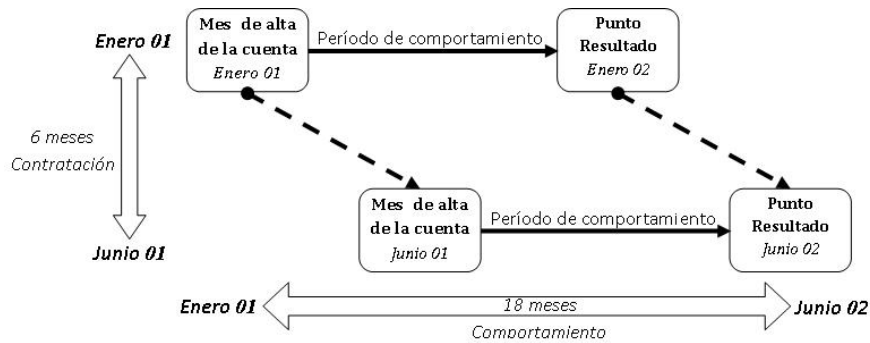 Enero 01
Mes de alta
de la cuenta
Enero 01
Período de comportamiento
Punto
Resultado
Enero 02
6 meses
Contratación
Mes de alta
de la cuenta
Junio 01
Período de comportamiento
Punto
Resultado
Junio 02
Junio 01
Enero 01
18 meses
Comportamiento
Junio 02